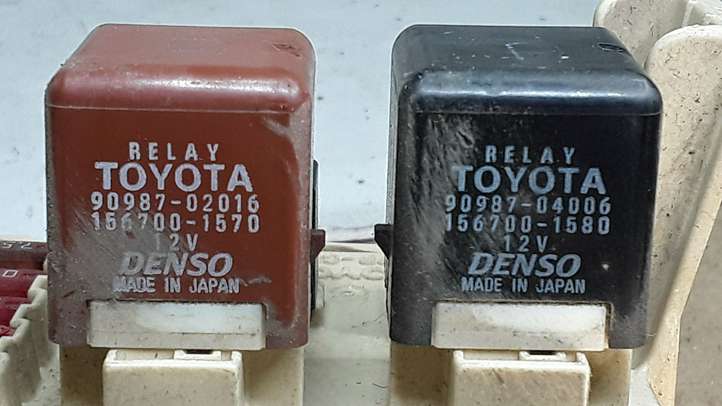 RELAY
TOYOTA
90987-02016
156700-1570
12V
DENSO
MADE IN JAPAN
RELAY
TOYOTA
90987-04006
156700-1580
12V
DENSO
MADE IN JAPAN